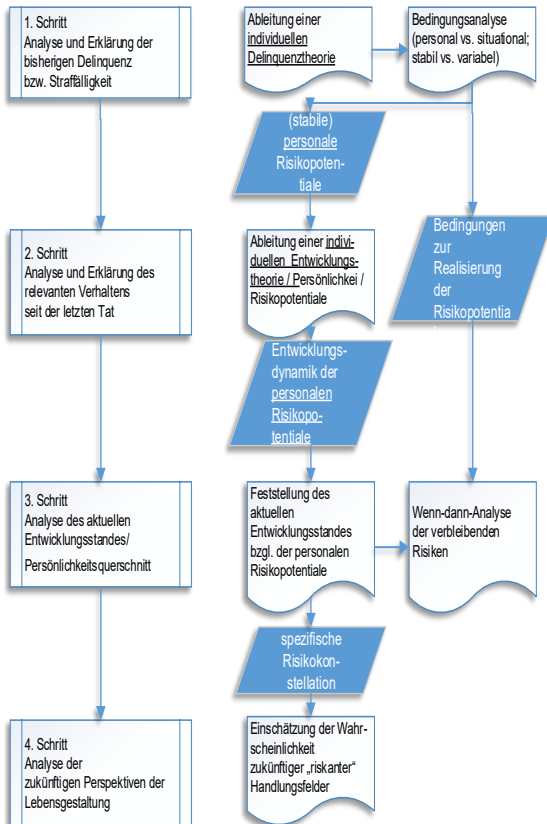 1. Schritt
Analyse und Erklärung der
bisherigen Delinquenz
bzw. Straffälligkeit
Ableitung einer
individuellen
Delinquenztheorie
Bedingungsanalyse
(personal vs. situational;
stabil vs. variabel)
(stabile)
personale
Risikopoten-
tiale
2. Schritt
Analyse und Erklärung des
relevanten Verhaltens
seit der letzten Tat
Ableitung einer indivi-
duellen Entwicklungs-
theorie / Persönlichkei /
Risikopotentiale
Bedingungen
zur
Realisierung
der
Risikopotentia
Entwicklungs-
dynamik der
personalen
Risikopo-
tentiale
3. Schritt
Analyse des aktuellen
Entwicklungsstandes/
Persönlichkeitsquerschnitt
Feststellung des
aktuellen
Entwicklungsstandes
bzgl. der personalen
Risikopotentiale
Wenn-dann-Analyse
der verbleibenden
Risiken
spezifische
Risikokon-
stellation
4. Schritt
Analyse der
zukünftigen Perspektiven der
Lebensgestaltung
Einschätzung der Wahr-
scheinlichkeit
zukünftiger „riskanter“
Handlungsfelder